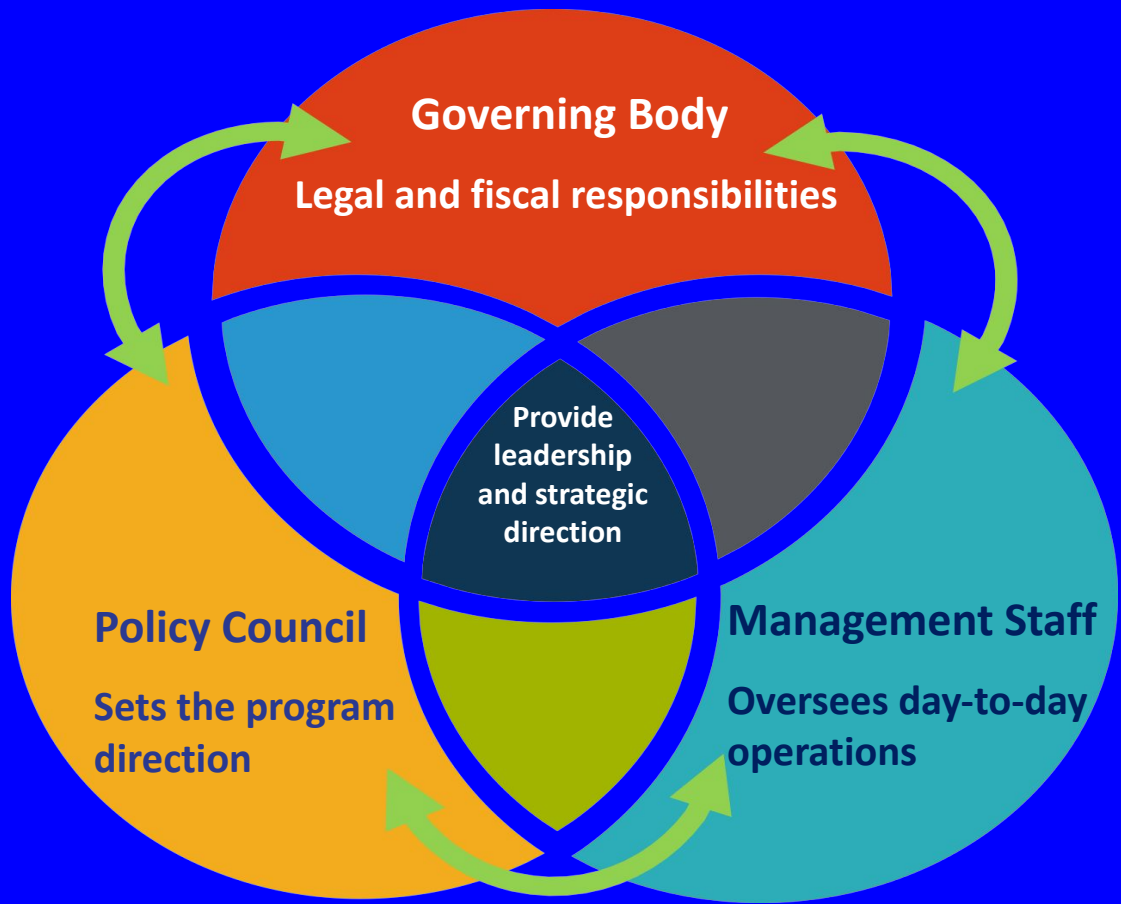 Governing Body
Legal and fiscal responsibilities
Provide
leadership
and strategic
direction
Policy Council
Sets the program
direction
Management Staff
Oversees day-to-day
operations